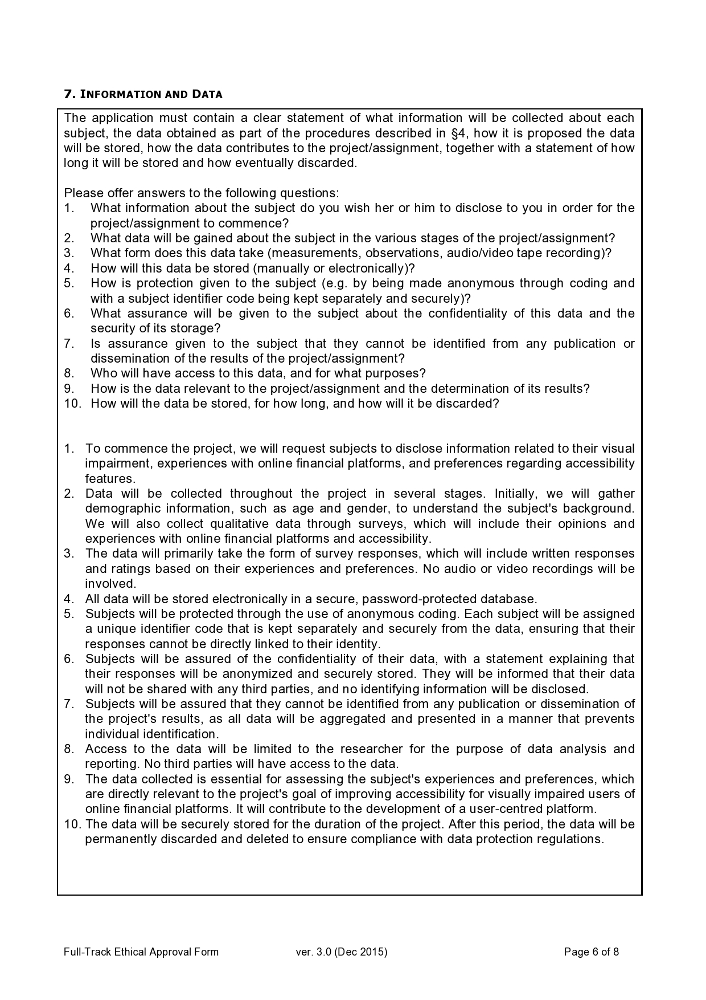 7. INFORMATION AND DATA
The application must contain a clear statement of what information will be collected about each
subject, the data obtained as part of the procedures described in §4, how it is proposed the data
will be stored, how the data contributes to the project/assignment, together with a statement of how
long it will be stored and how eventually discarded.
Please offer answers to the following questions:
1. What information about the subject do you wish her or him to disclose to you in order for the
project/assignment to commence?
2. What data will be gained about the subject in the various stages of the project/assignment?
3. What form does this data take (measurements, observations, audio/video tape recording)?
4. How will this data be stored (manually or electronically)?
5. How is protection given to the subject (e.g. by being made anonymous through coding and
with a subject identifier code being kept separately and securely)?
6. What assurance will be given to the subject about the confidentiality of this data and the
security of its storage?
7. Is assurance given to the subject that they cannot be identified from any publication or
dissemination of the results of the project/assignment?
8. Who will have access to this data, and for what purposes?
9. How is the data relevant to the project/assignment and the determination of its results?
10. How will the data be stored, for how long, and how will it be discarded?
1. To commence the project, we will request subjects to disclose information related to their visual
impairment, experiences with online financial platforms, and preferences regarding accessibility
features.
2. Data will be collected throughout the project in several stages. Initially, we will gather
demographic information, such as age and gender, to understand the subject's background.
We will also collect qualitative data through surveys, which will include their opinions and
experiences with online financial platforms and accessibility.
3. The data will primarily take the form of survey responses, which will include written responses
and ratings based on their experiences and preferences. No audio or video recordings will be
involved.
4. All data will be stored electronically in a secure, password-protected database.
5. Subjects will be protected through the use of anonymous coding. Each subject will be assigned
a unique identifier code that is kept separately and securely from the data, ensuring that their
responses cannot be directly linked to their identity.
6. Subjects will be assured of the confidentiality of their data, with a statement explaining that
their responses will be anonymized and securely stored. They will be informed that their data
will not be shared with any third parties, and no identifying information will be disclosed.
7. Subjects will be assured that they cannot be identified from any publication or dissemination of
the project's results, as all data will be aggregated and presented in a manner that prevents
individual identification.
8. Access to the data will be limited to the researcher for the purpose of data analysis and
reporting. No third parties will have access to the data.
9. The data collected is essential for assessing the subject's experiences and preferences, which
are directly relevant to the project's goal of improving accessibility for visually impaired users of
online financial platforms. It will contribute to the development of a user-centred platform.
10. The data will be securely stored for the duration of the project. After this period, the data will be
permanently discarded and deleted to ensure compliance with data protection regulations.
Full-Track Ethical Approval Form ver. 3.0 (Dec 2015) Page 6 of 8